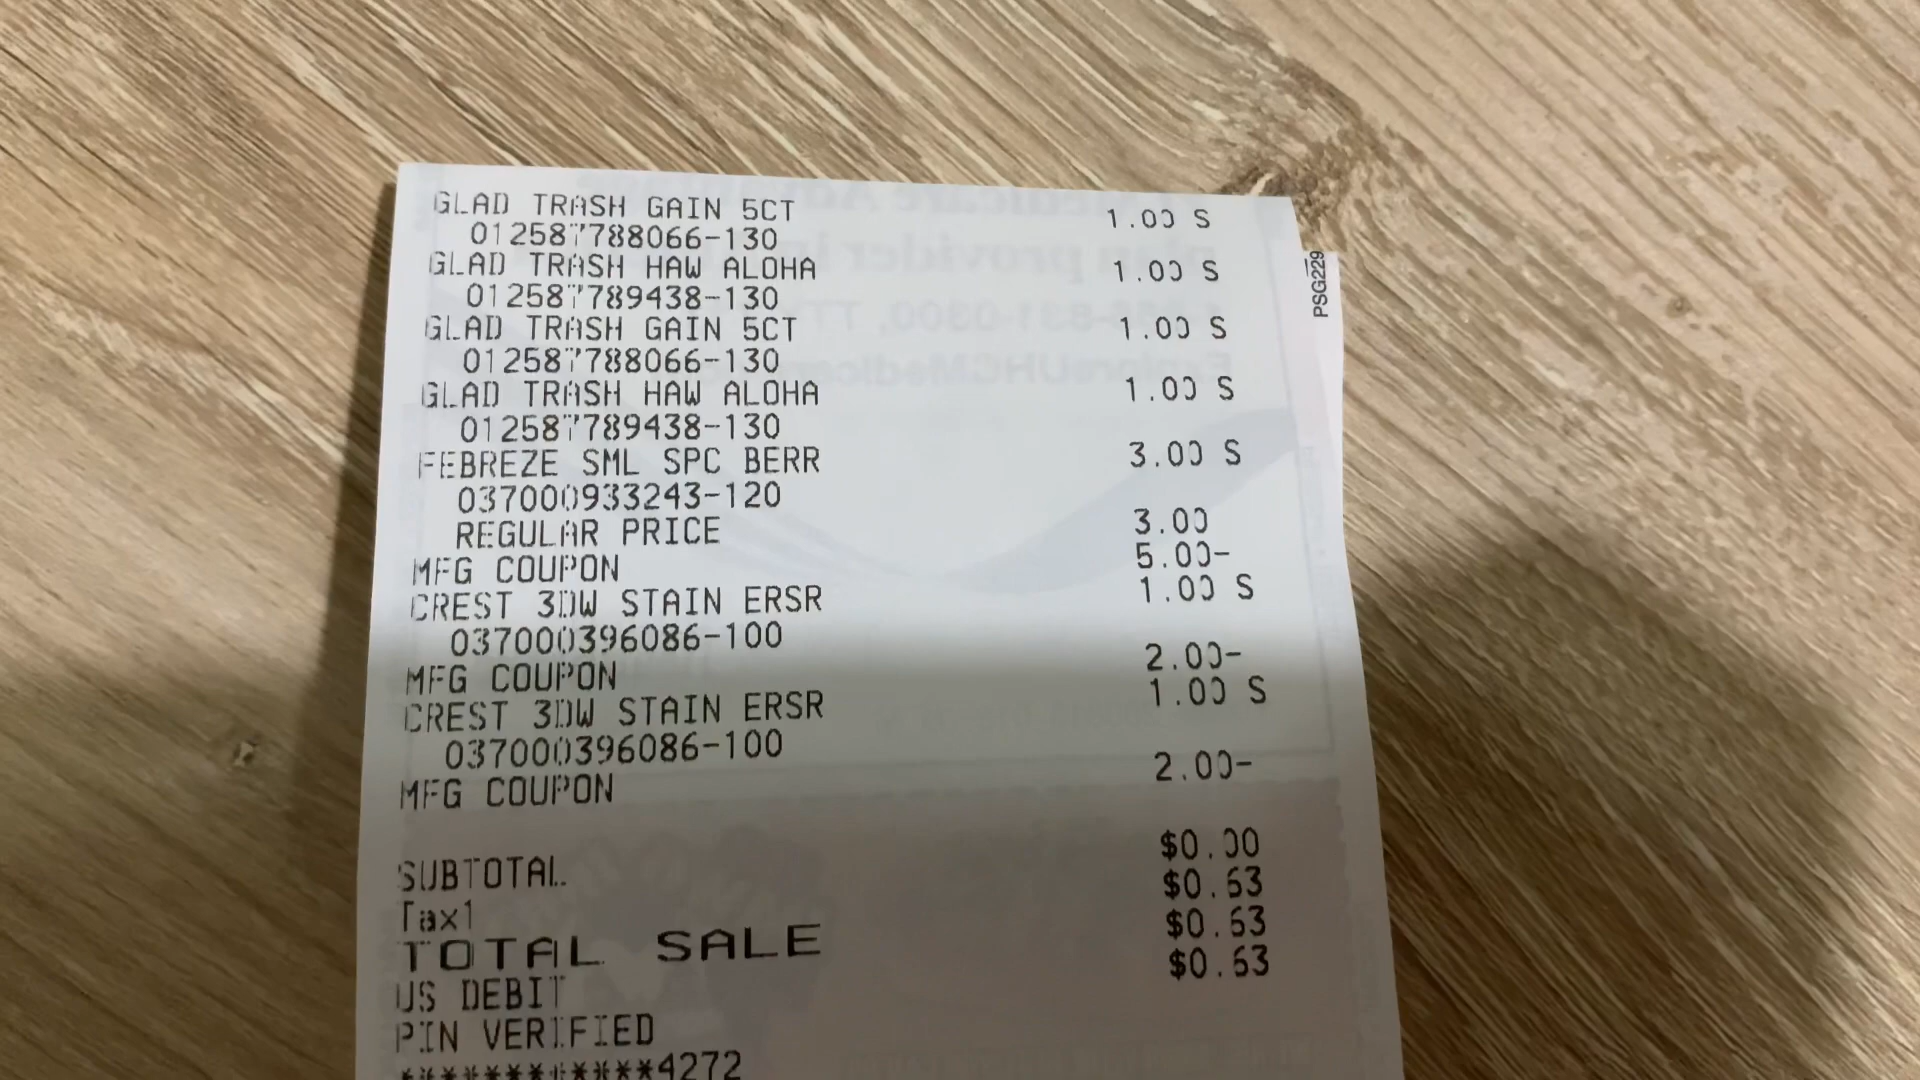 GLAD TRASH GAIN 5CT 1.00 S
012587788066-130
GLAD TRASH HAW ALOHA 1.00 S
012587789438-130
GLAD TRASH GAIN 5CT 1.00 S
012587788066-130
GLAD TRASH HAW ALOHA 1.00 S
012587789438-130
FEBREZE SML SPC BERR 3.00 S
037000933243-120
REGULAR PRICE 3.00
MFG COUPON 5.00-
CREST 3DW STAIN ERSR 1.00 S
037000396086-100
MFG COUPON 2.00-
CREST 3DW STAIN ERSR 1.00 S
037000396086-100
MFG COUPON 2.00-
SUBTOTAL $0.00
Tax1 $0.63
TOTAL SALE $0.63
US DEBIT $0.63
PIN VERIFIED
************4272
PSG229